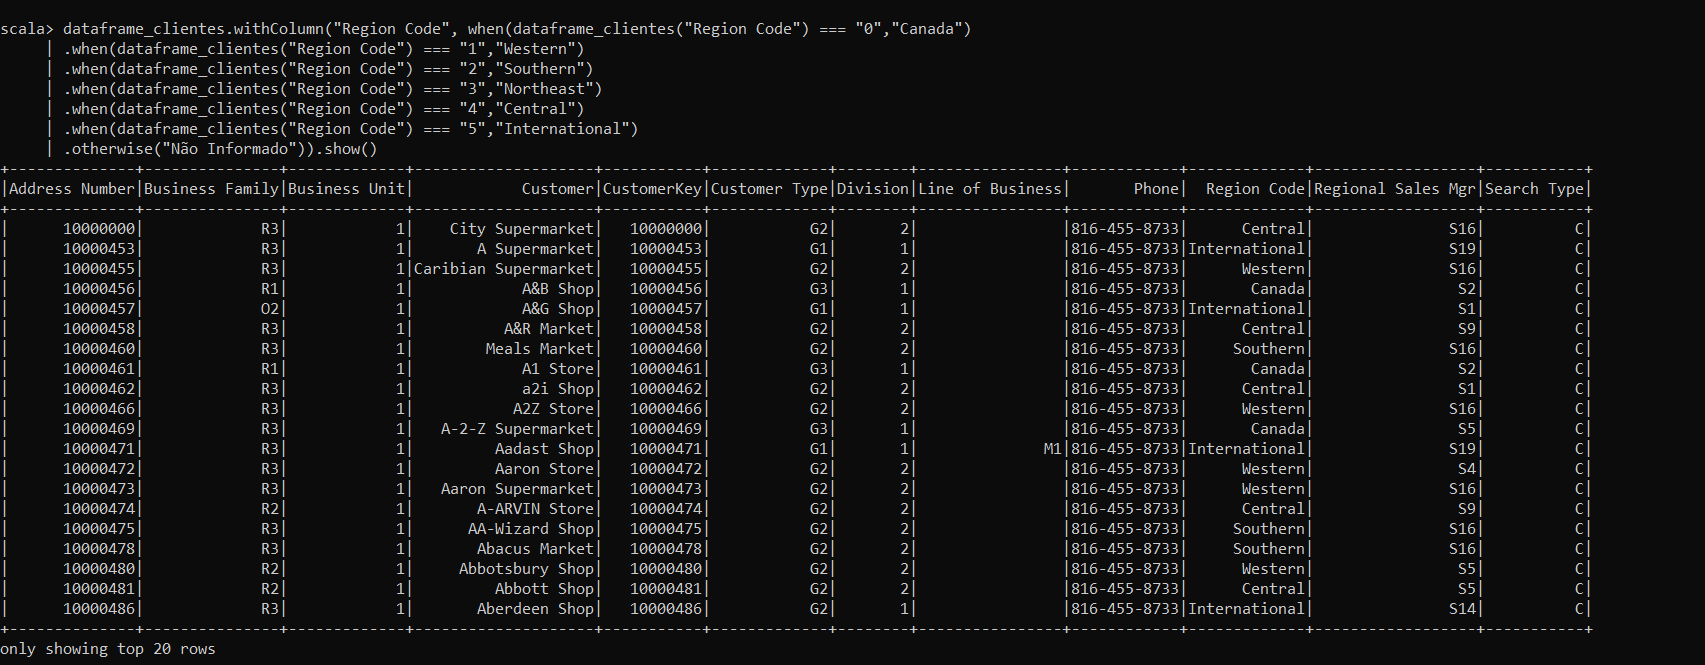 scala> dataframe_clientes.withColumn("Region Code", when(dataframe_clientes("Region Code") === "0","Canada")
     | .when(dataframe_clientes("Region Code") === "1","Western")
     | .when(dataframe_clientes("Region Code") === "2","Southern")
     | .when(dataframe_clientes("Region Code") === "3","Northeast")
     | .when(dataframe_clientes("Region Code") === "4","Central")
     | .when(dataframe_clientes("Region Code") === "5","International")
     | .otherwise("Não Informado")).show()
+--------------+---------------+-------------+--------------------+-----------+-------------+--------+----------------+------------+-------------+------------------+-----------+
|Address Number|Business Family|Business Unit|            Customer|CustomerKey|Customer Type|Division|Line of Business|       Phone|  Region Code|Regional Sales Mgr|Search Type|
+--------------+---------------+-------------+--------------------+-----------+-------------+--------+----------------+------------+-------------+------------------+-----------+
|      10000000|             R3|            1|    City Supermarket|   10000000|           G2|       2|                |816-455-8733|      Central|               S16|          C|
|      10000453|             R3|            1|       A Supermarket|   10000453|           G1|       1|                |816-455-8733|International|               S19|          C|
|      10000455|             R3|            1|Caribian Supermarket|   10000455|           G2|       2|                |816-455-8733|      Western|               S16|          C|
|      10000456|             R1|            1|            A&B Shop|   10000456|           G3|       1|                |816-455-8733|       Canada|                S2|          C|
|      10000457|             O2|            1|            A&G Shop|   10000457|           G1|       1|                |816-455-8733|International|                S1|          C|
|      10000458|             R3|            1|          A&R Market|   10000458|           G2|       2|                |816-455-8733|      Central|                S9|          C|
|      10000460|             R3|            1|        Meals Market|   10000460|           G2|       2|                |816-455-8733|     Southern|               S16|          C|
|      10000461|             R1|            1|            A1 Store|   10000461|           G3|       1|                |816-455-8733|       Canada|                S2|          C|
|      10000462|             R3|            1|            a2i Shop|   10000462|           G2|       2|                |816-455-8733|      Central|                S1|          C|
|      10000466|             R3|            1|           A2Z Store|   10000466|           G2|       2|                |816-455-8733|      Western|               S16|          C|
|      10000469|             R3|            1|   A-2-Z Supermarket|   10000469|           G3|       1|                |816-455-8733|       Canada|                S5|          C|
|      10000471|             R3|            1|         Aadast Shop|   10000471|           G1|       1|              M1|816-455-8733|International|               S19|          C|
|      10000472|             R3|            1|         Aaron Store|   10000472|           G2|       2|                |816-455-8733|      Western|                S4|          C|
|      10000473|             R3|            1|   Aaron Supermarket|   10000473|           G2|       2|                |816-455-8733|      Western|               S16|          C|
|      10000474|             R2|            1|       A-ARVIN Store|   10000474|           G2|       2|                |816-455-8733|      Central|                S9|          C|
|      10000475|             R3|            1|      AA-Wizard Shop|   10000475|           G2|       2|                |816-455-8733|     Southern|               S16|          C|
|      10000478|             R3|            1|       Abacus Market|   10000478|           G2|       2|                |816-455-8733|     Southern|               S16|          C|
|      10000480|             R2|            1|     Abbotsbury Shop|   10000480|           G2|       2|                |816-455-8733|      Western|                S5|          C|
|      10000481|             R2|            1|         Abbott Shop|   10000481|           G2|       2|                |816-455-8733|      Central|                S5|          C|
|      10000486|             R3|            1|       Aberdeen Shop|   10000486|           G2|       1|                |816-455-8733|International|               S14|          C|
+--------------+---------------+-------------+--------------------+-----------+-------------+--------+----------------+------------+-------------+------------------+-----------+
only showing top 20 rows